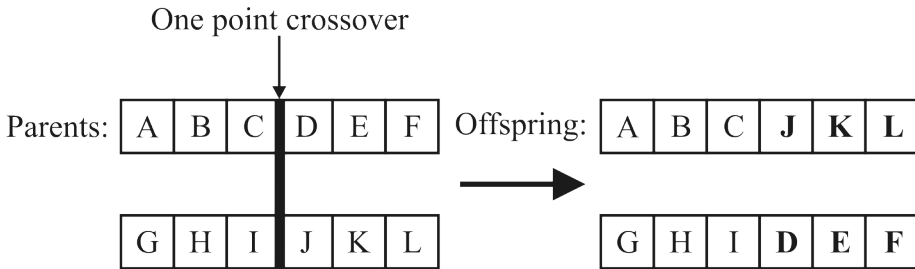 One point crossover
Parents: A B C D E F Offspring: A B C J K L
G H I J K L G H I D E F